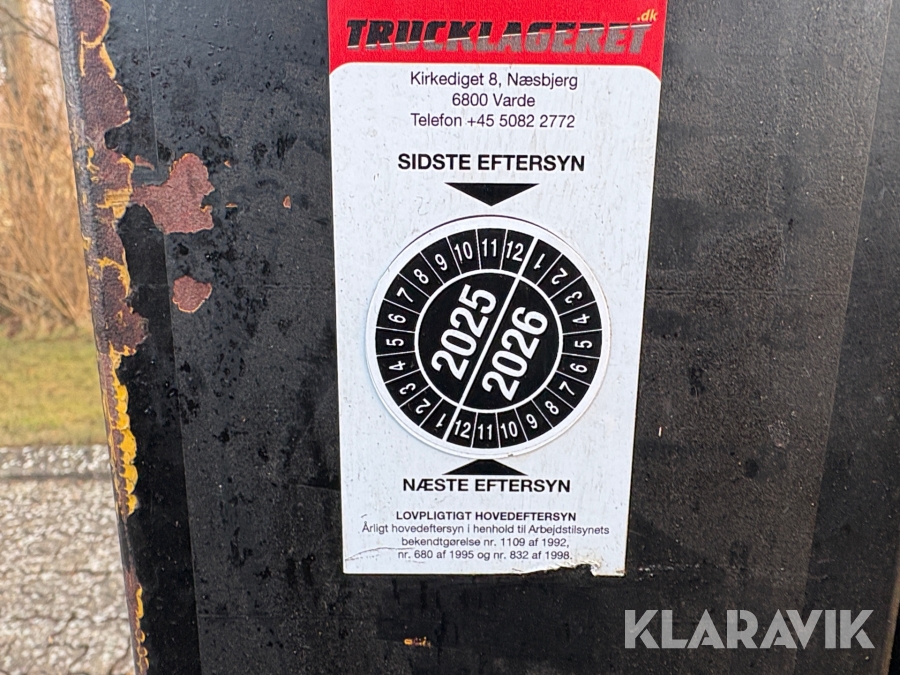 TRUCKLAGERET.dk
Kirkediget 8, Næsbjerg
6800 Varde
Telefon +45 5082 2772
SIDSTE EFTERSYN
1 2 3 4 5 6 7 8 9 10 11 12
2025
2026
1 2 3 4 5 6 7 8 9 10 11 12
NÆSTE EFTERSYN
LOVPLIGTIGT HOVEDEFTERSYN
Årligt hovedeftersyn i henhold til Arbejdstilsynets
bekendtgørelse nr. 1109 af 1992,
nr. 680 af 1995 og nr. 832 af 1998.
KLARAVIK